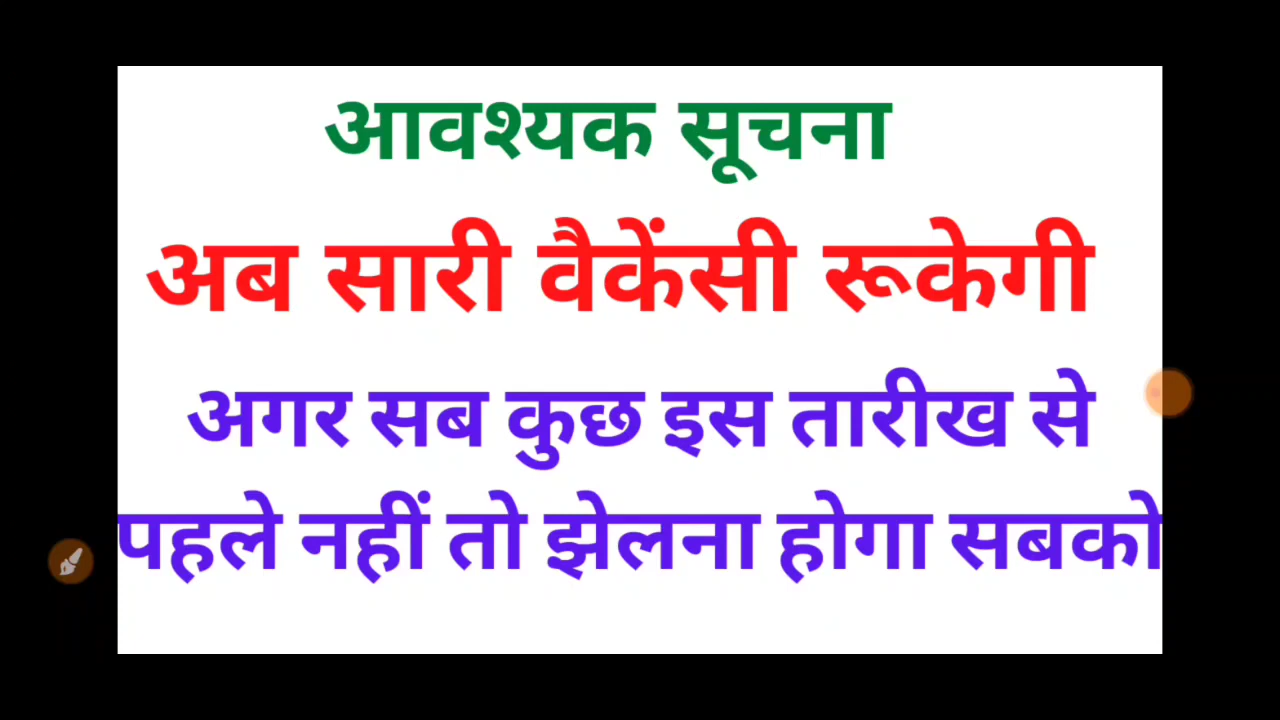 आवश्यक सूचना
अब सारी वैकेंसी रूकेगी
अगर सब कुछ इस तारीख से
पहले नहीं तो झेलना होगा सबको